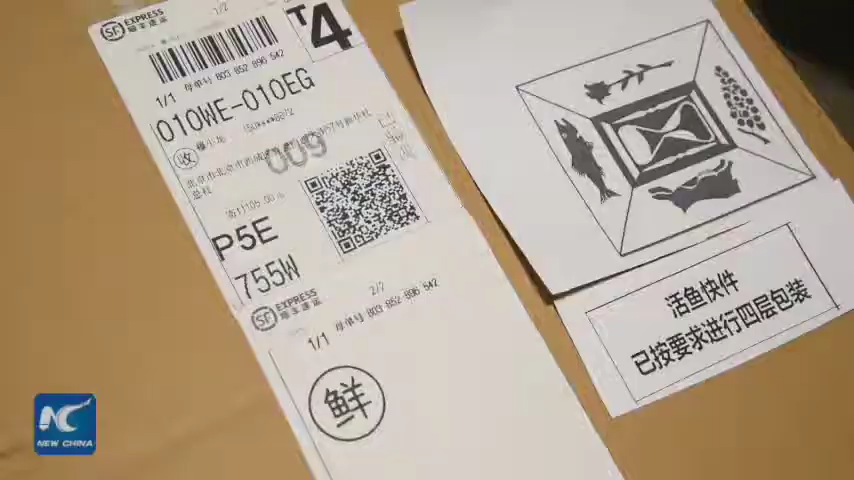 SF EXPRESS
顺丰速运
1/2
T4
1/1 母单号 803 852 896 542
010WE-010EG
收
009
P5E
755W
SF EXPRESS
顺丰速运
2/2
1/1 母单号 803 852 896 542
鲜
活鱼快件
已按要求进行四层包装
NEW CHINA